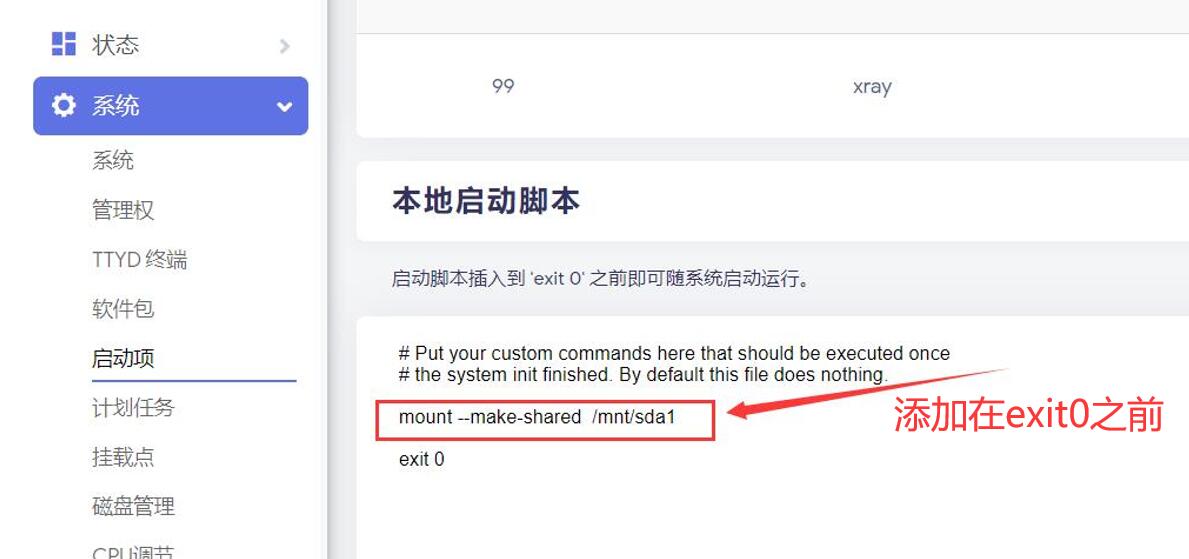 状态
系统
系统
管理权
TTYD 终端
软件包
启动项
计划任务
挂载点
磁盘管理
CPU调节
99 xray
本地启动脚本
启动脚本插入到 'exit 0' 之前即可随系统启动运行。
# Put your custom commands here that should be executed once
# the system init finished. By default this file does nothing.
mount --make-shared  /mnt/sda1
添加在exit0之前
exit 0